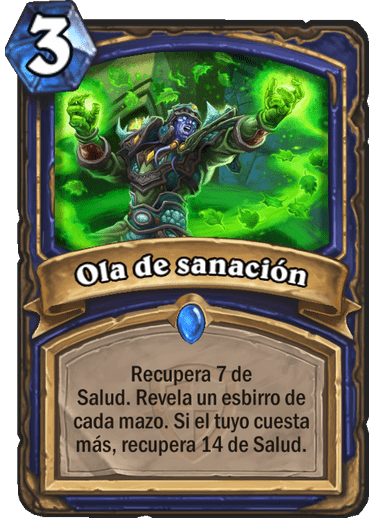 3
Ola de sanación
Recupera 7 de
Salud. Revela un esbirro de
cada mazo. Si el tuyo cuesta
más, recupera 14 de Salud.